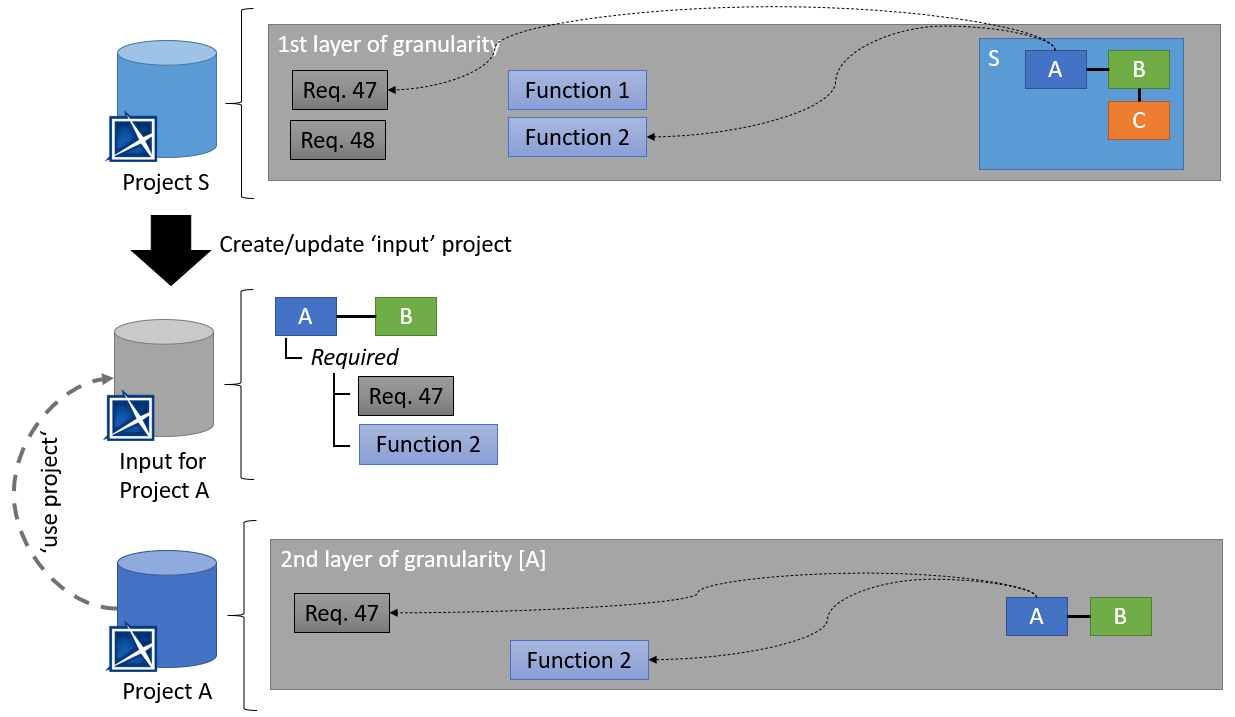 1st layer of granularity
S
A
B
C
Req. 47
Function 1
Req. 48
Function 2
Project S
Create/update ‘input’ project
A
B
Required
Req. 47
Function 2
Input for
Project A
‘use project‘
2nd layer of granularity [A]
Req. 47
A
B
Function 2
Project A